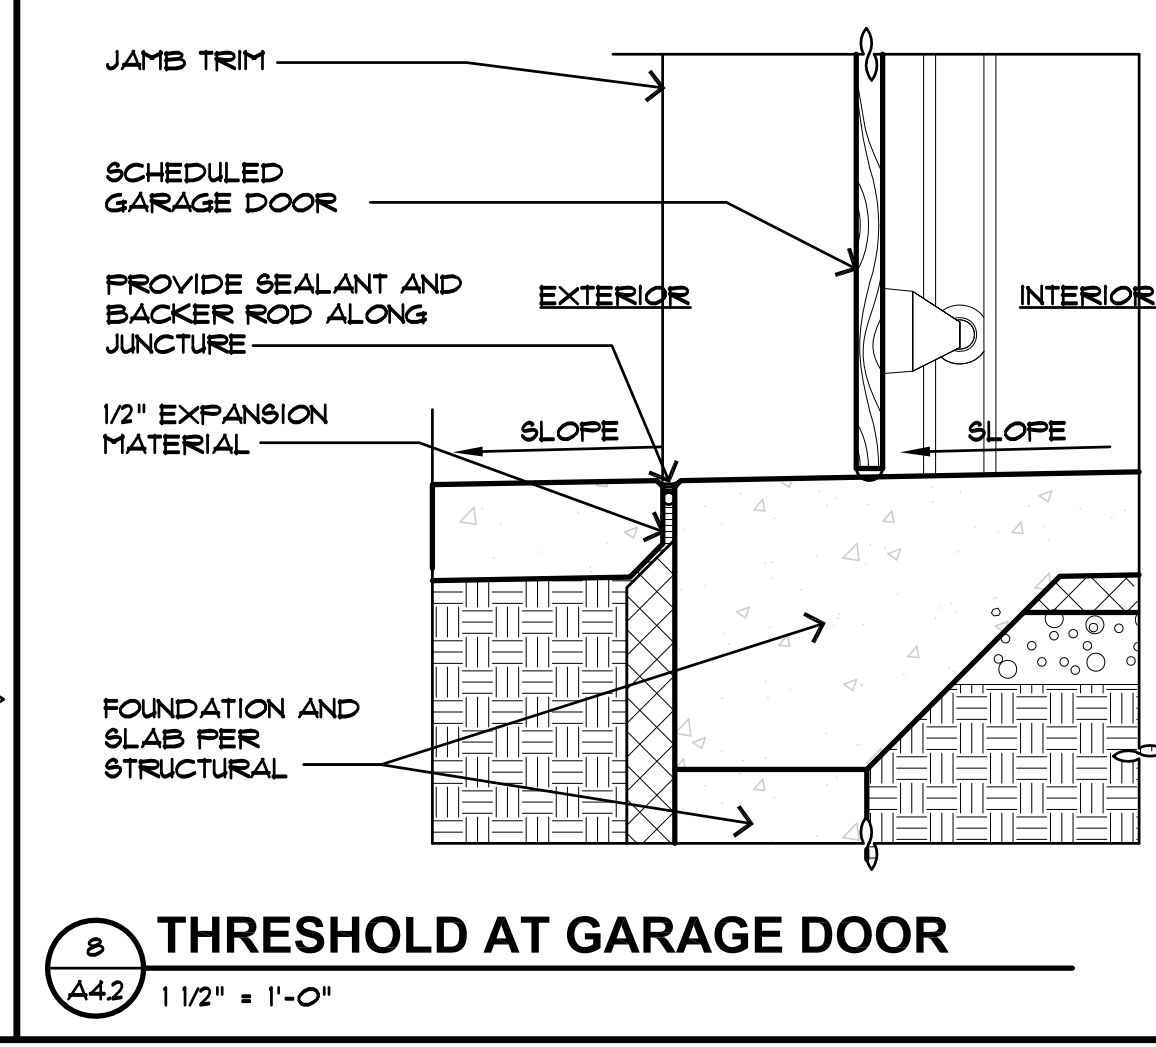 JAMB TRIM
SCHEDULED
GARAGE DOOR
PROVIDE SEALANT AND
BACKER ROD ALONG
JUNCTURE
EXTERIOR
INTERIOR
1/2" EXPANSION
MATERIAL
SLOPE
SLOPE
FOUNDATION AND
SLAB PER
STRUCTURAL
8
A4.2
THRESHOLD AT GARAGE DOOR
1 1/2" = 1'-0"